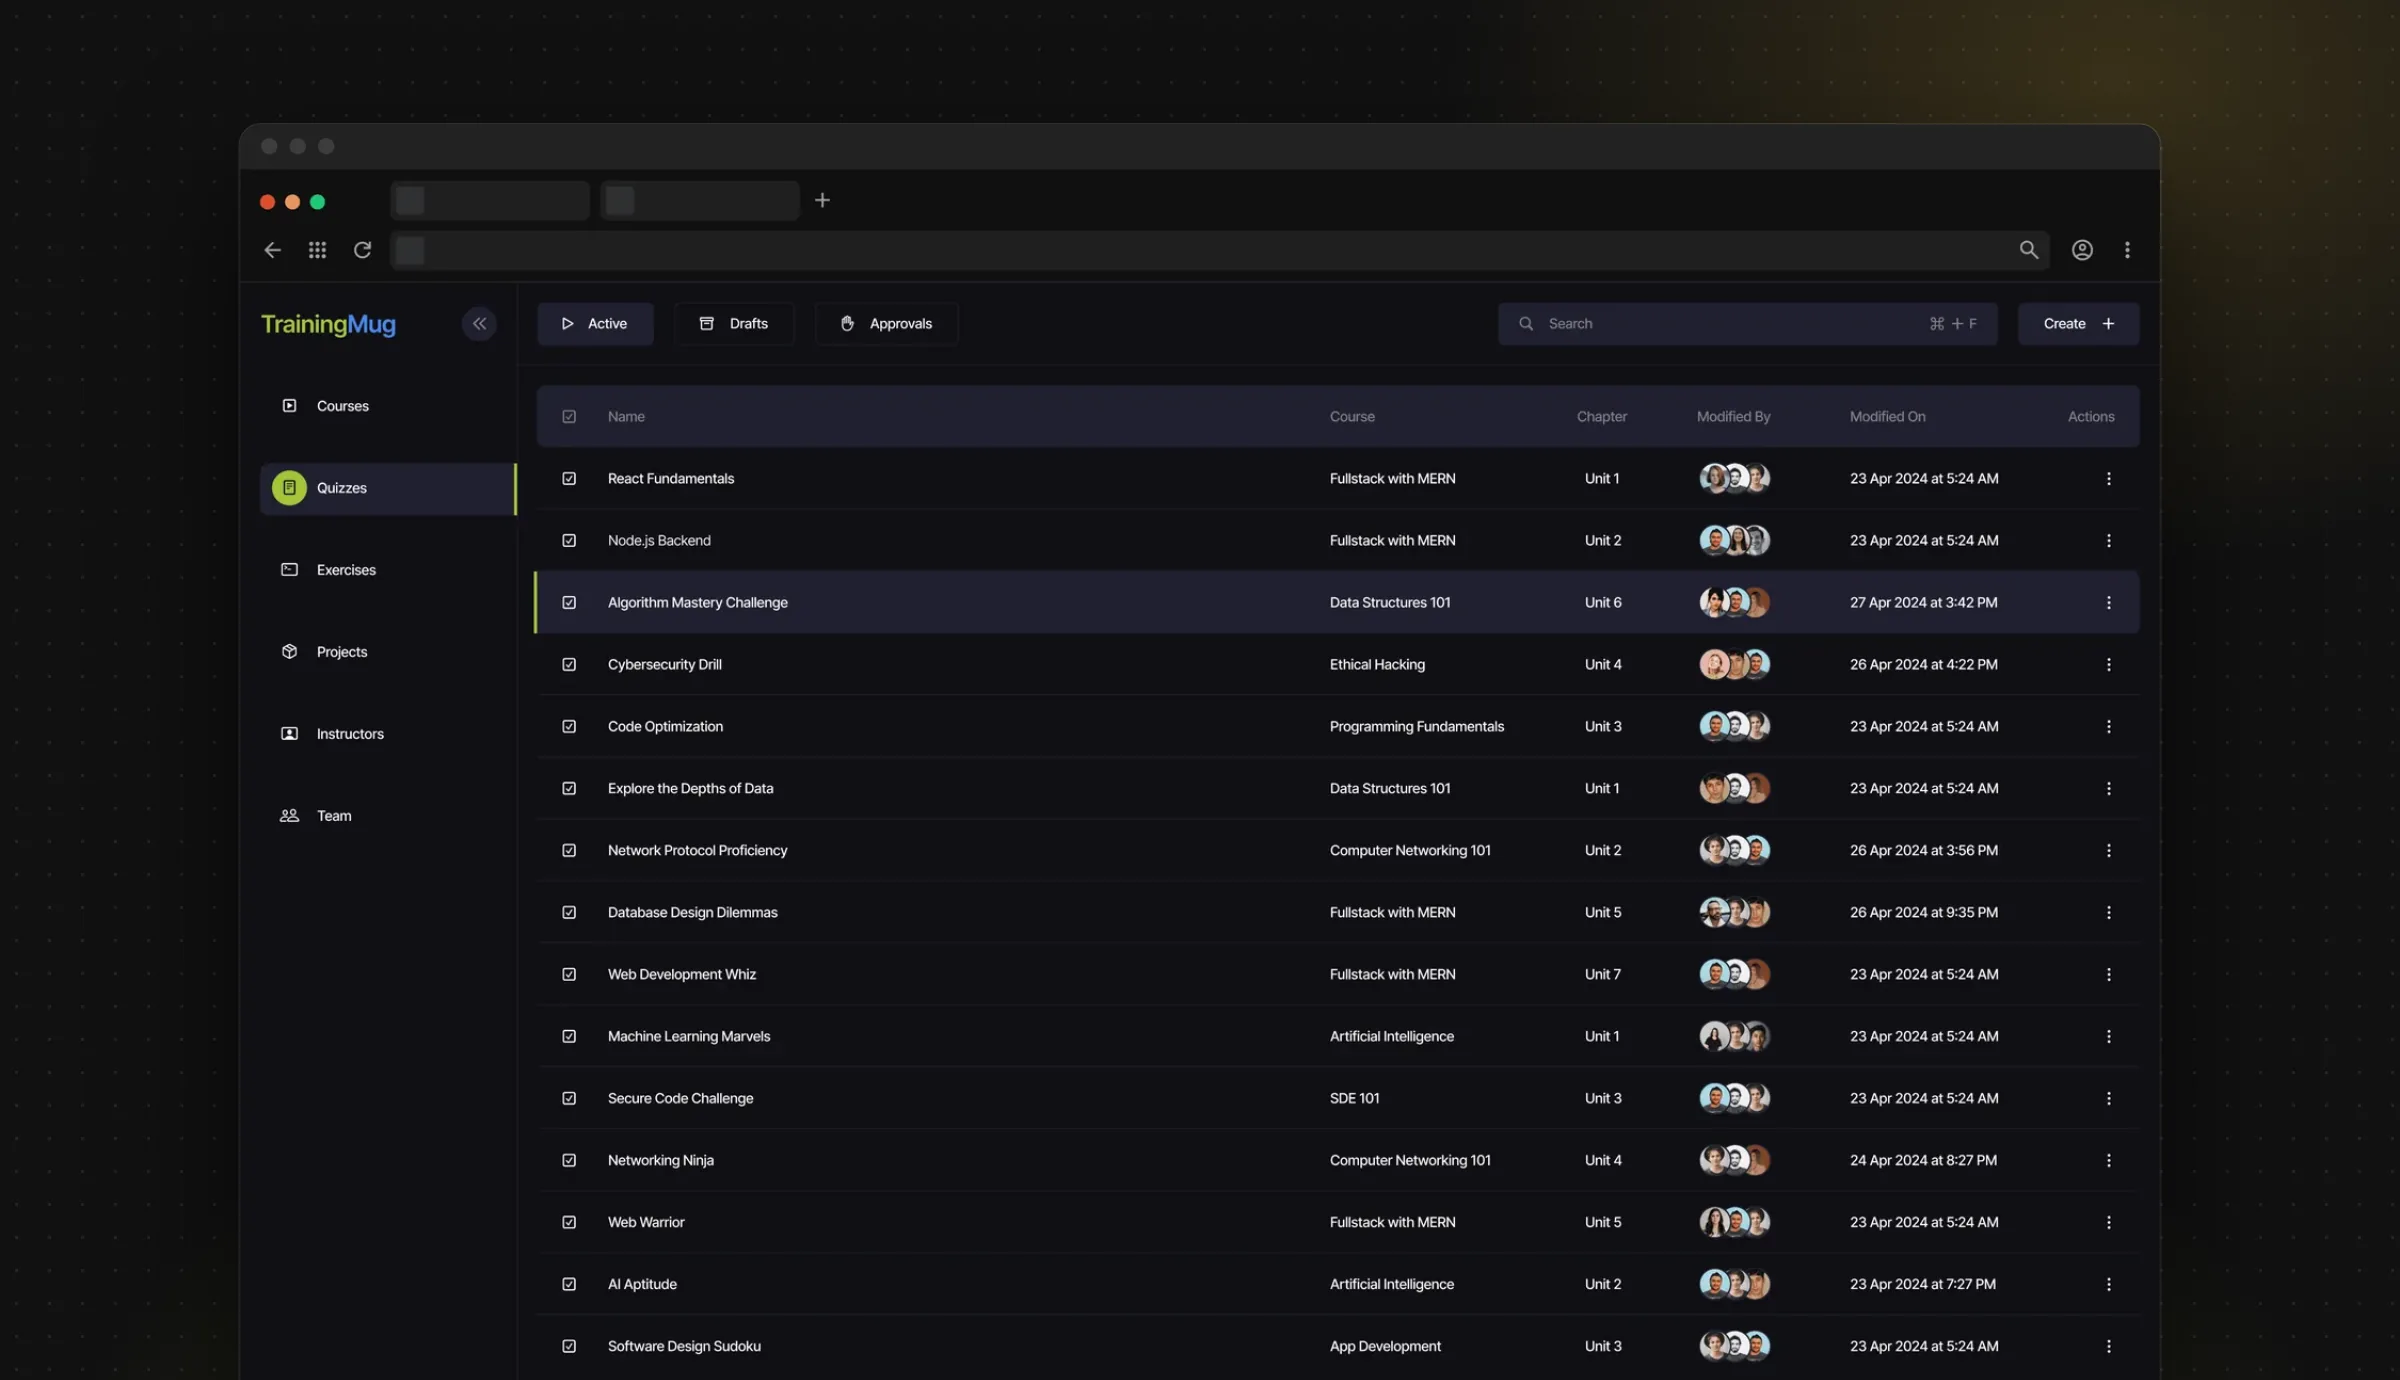 TrainingMug
Active Drafts Approvals Search ⌘ + F Create +
Courses
Quizzes
Exercises
Projects
Instructors
Team
Name Course Chapter Modified By Modified On Actions
React Fundamentals Fullstack with MERN Unit 1 23 Apr 2024 at 5:24 AM
Node.js Backend Fullstack with MERN Unit 2 23 Apr 2024 at 5:24 AM
Algorithm Mastery Challenge Data Structures 101 Unit 6 27 Apr 2024 at 3:42 PM
Cybersecurity Drill Ethical Hacking Unit 4 26 Apr 2024 at 4:22 PM
Code Optimization Programming Fundamentals Unit 3 23 Apr 2024 at 5:24 AM
Explore the Depths of Data Data Structures 101 Unit 1 23 Apr 2024 at 5:24 AM
Network Protocol Proficiency Computer Networking 101 Unit 2 26 Apr 2024 at 3:56 PM
Database Design Dilemmas Fullstack with MERN Unit 5 26 Apr 2024 at 9:35 PM
Web Development Whiz Fullstack with MERN Unit 7 23 Apr 2024 at 5:24 AM
Machine Learning Marvels Artificial Intelligence Unit 1 23 Apr 2024 at 5:24 AM
Secure Code Challenge SDE 101 Unit 3 23 Apr 2024 at 5:24 AM
Networking Ninja Computer Networking 101 Unit 4 24 Apr 2024 at 8:27 PM
Web Warrior Fullstack with MERN Unit 5 23 Apr 2024 at 5:24 AM
AI Aptitude Artificial Intelligence Unit 2 23 Apr 2024 at 7:27 PM
Software Design Sudoku App Development Unit 3 23 Apr 2024 at 5:24 AM